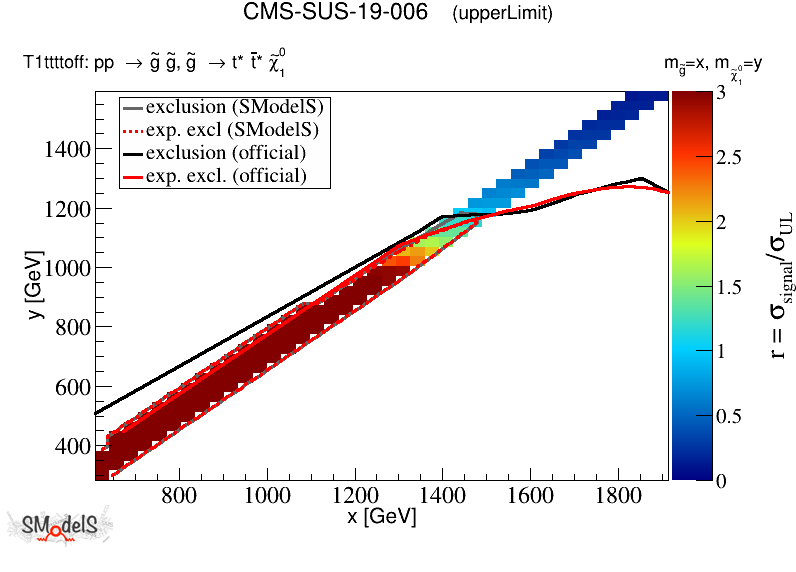 CMS-SUS-19-006 (upperLimit)
T1ttttoff: pp → g̃ g̃, g̃ → t* t̄* χ̃⁰₁
m_g̃=x, m_χ̃⁰₁=y
exclusion (SModelS)
exp. excl (SModelS)
exclusion (official)
exp. excl. (official)
1400
1200
1000
800
600
400
y [GeV]
800 1000 1200 1400 1600 1800
x [GeV]
3
2.5
2
1.5
1
0.5
0
r = σ_signal/σ_UL
SModelS